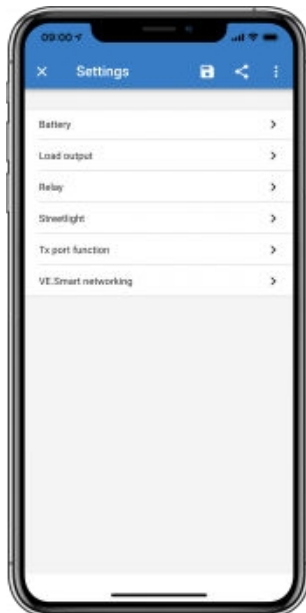 09:00
Settings
Battery
Load output
Relay
Streetlight
Tx port function
VE.Smart networking